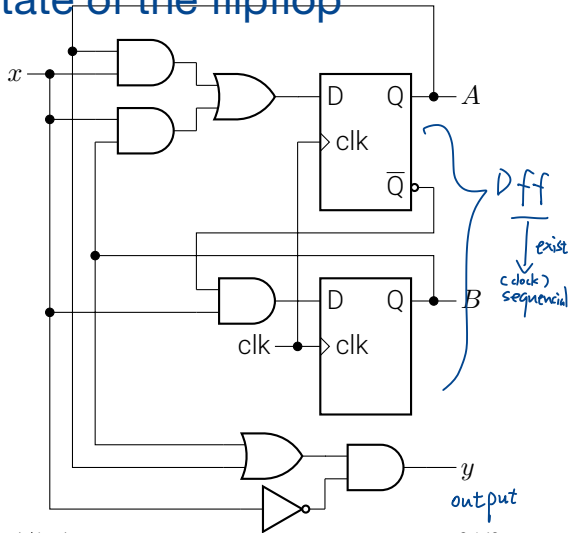 tate of the flipflop
x
D Q A
clk
Q̅
Dff
exist
(clock)
sequencial
D Q B
clk clk
y
output